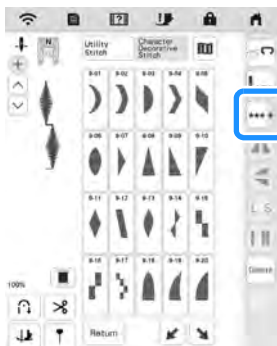 N
Utility
Stitch
Character
Decorative
Stitch
9-01 9-02 9-03 9-04 9-05
9-06 9-07 9-08 9-09 9-10
9-11 9-12 9-13 9-14 9-15
9-16 9-17 9-18 9-19 9-20
100%
L S
Return